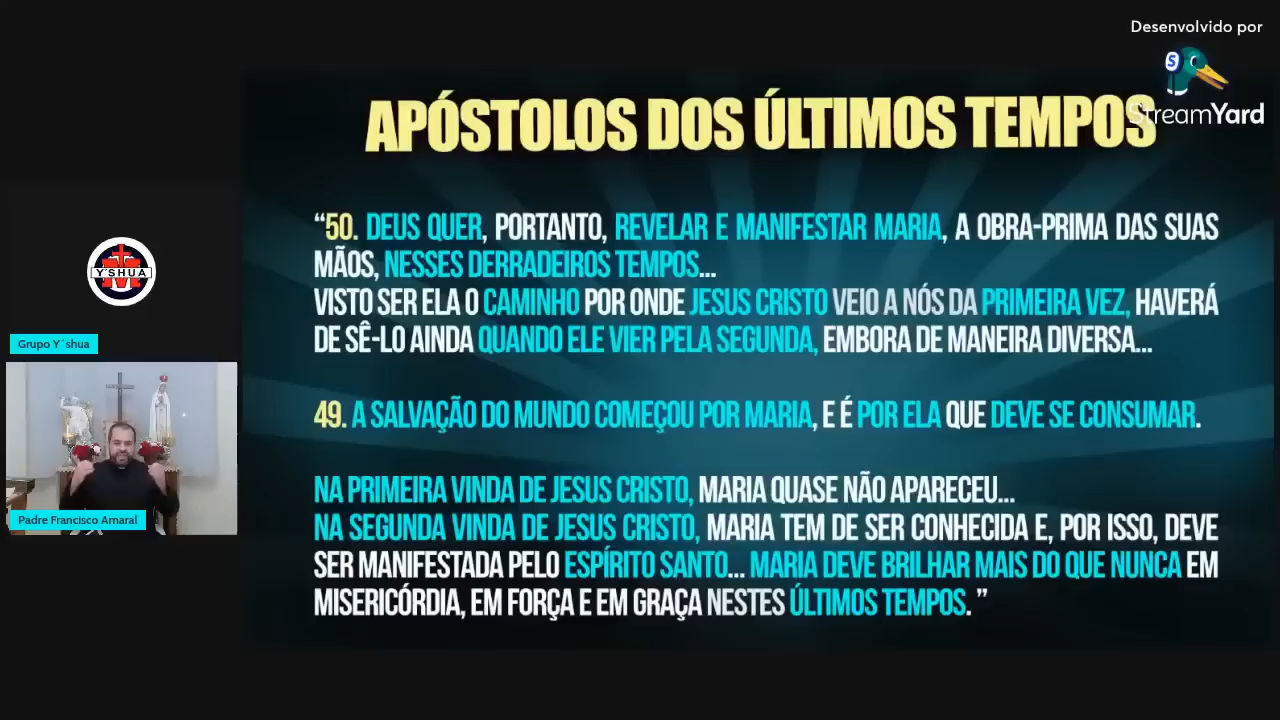 Desenvolvido por
StreamYard
APÓSTOLOS DOS ÚLTIMOS TEMPOS
“50. DEUS QUER, PORTANTO, REVELAR E MANIFESTAR MARIA, A OBRA-PRIMA DAS SUAS
MÃOS, NESSES DERRADEIROS TEMPOS...
VISTO SER ELA O CAMINHO POR ONDE JESUS CRISTO VEIO A NÓS DA PRIMEIRA VEZ, HAVERÁ
DE SÊ-LO AINDA QUANDO ELE VIER PELA SEGUNDA, EMBORA DE MANEIRA DIVERSA...
49. A SALVAÇÃO DO MUNDO COMEÇOU POR MARIA, E É POR ELA QUE DEVE SE CONSUMAR.
NA PRIMEIRA VINDA DE JESUS CRISTO, MARIA QUASE NÃO APARECEU...
NA SEGUNDA VINDA DE JESUS CRISTO, MARIA TEM DE SER CONHECIDA E, POR ISSO, DEVE
SER MANIFESTADA PELO ESPÍRITO SANTO... MARIA DEVE BRILHAR MAIS DO QUE NUNCA EM
MISERICÓRDIA, EM FORÇA E EM GRAÇA NESTES ÚLTIMOS TEMPOS. ”
Y´SHUA
Grupo Y´shua
Padre Francisco Amaral